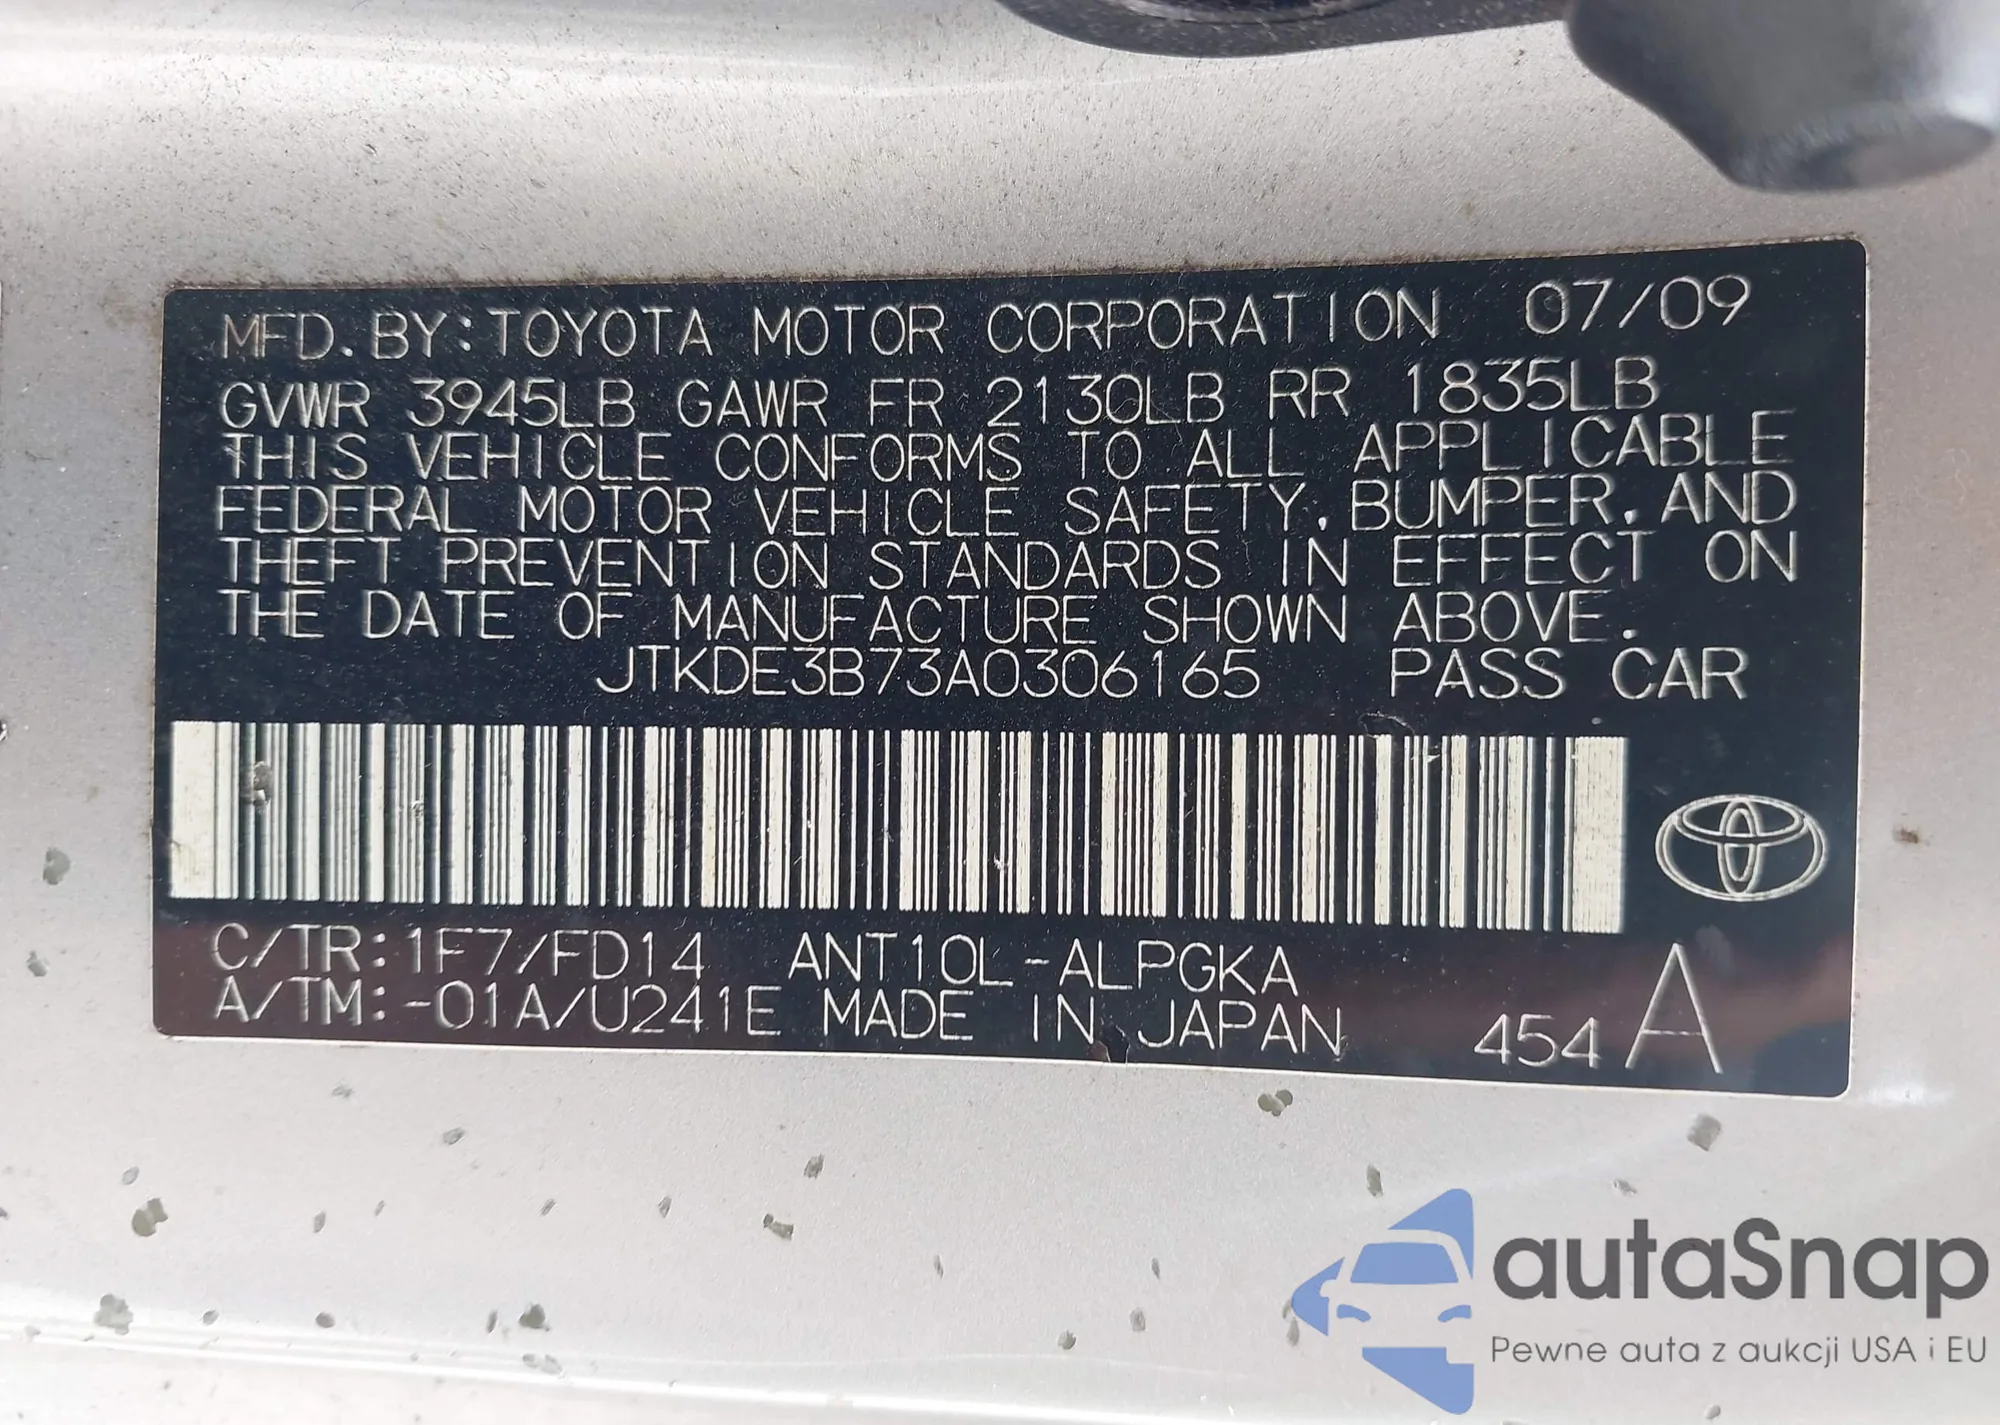 MFD. BY: TOYOTA MOTOR CORPORATION 07/09
GVWR 3945LB GAWR FR 2130LB RR 1835LB
THIS VEHICLE CONFORMS TO ALL APPLICABLE
FEDERAL MOTOR VEHICLE SAFETY, BUMPER, AND
THEFT PREVENTION STANDARDS IN EFFECT ON
THE DATE OF MANUFACTURE SHOWN ABOVE.
JTKDE3B73A0306165 PASS CAR
C/TR: 1F7/FD14 ANT10L-ALPGKA
A/TM: -01A/U241E MADE IN JAPAN 454 A
autaSnap
Pewne auta z aukcji USA i EU